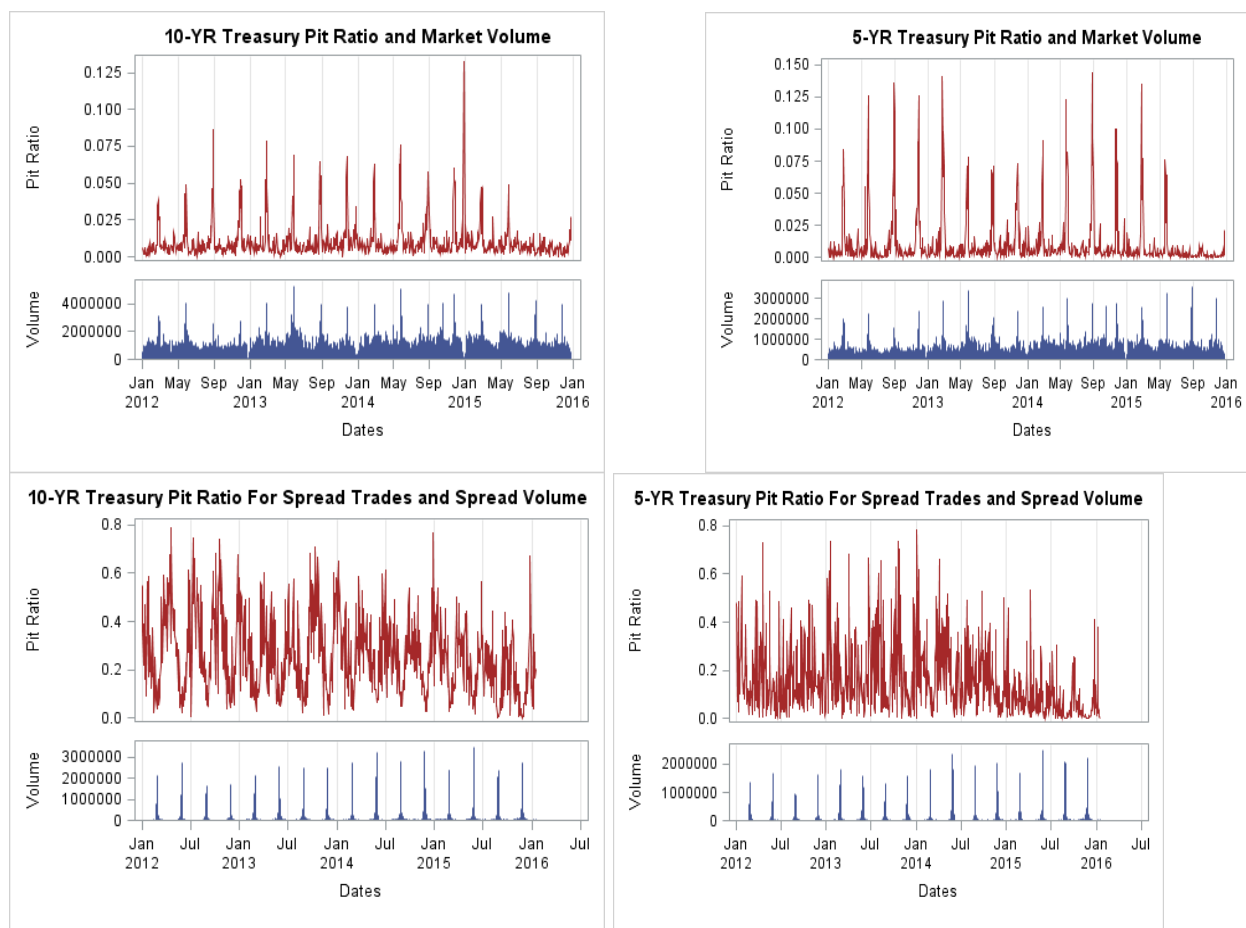 10-YR Treasury Pit Ratio and Market Volume
0.125
0.100
0.075
0.050
0.025
0.000
Pit Ratio
4000000
2000000
0
Volume
Jan May Sep Jan May Sep Jan May Sep Jan May Sep Jan
2012 2013 2014 2015 2016
Dates
5-YR Treasury Pit Ratio and Market Volume
0.150
0.125
0.100
0.075
0.050
0.025
0.000
Pit Ratio
3000000
2000000
1000000
0
Volume
Jan May Sep Jan May Sep Jan May Sep Jan May Sep Jan
2012 2013 2014 2015 2016
Dates
10-YR Treasury Pit Ratio For Spread Trades and Spread Volume
0.8
0.6
0.4
0.2
0.0
Pit Ratio
3000000
2000000
1000000
0
Volume
Jan Jul Jan Jul Jan Jul Jan Jul Jan Jul
2012 2013 2014 2015 2016
Dates
5-YR Treasury Pit Ratio For Spread Trades and Spread Volume
0.8
0.6
0.4
0.2
0.0
Pit Ratio
2000000
1000000
0
Volume
Jan Jul Jan Jul Jan Jul Jan Jul Jan Jul
2012 2013 2014 2015 2016
Dates